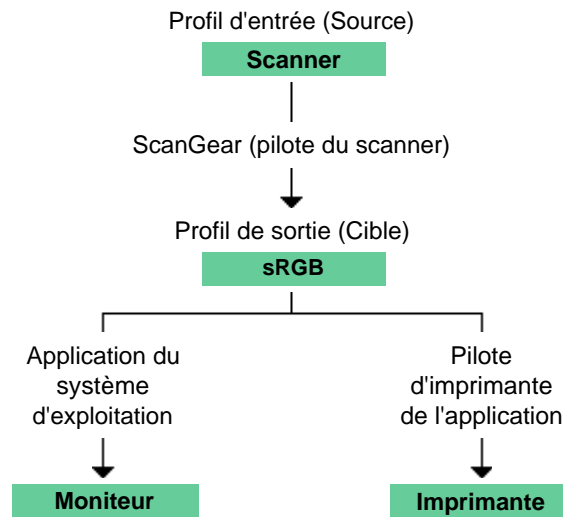 Profil d'entrée (Source)
Scanner
ScanGear (pilote du scanner)
Profil de sortie (Cible)
sRGB
Application du
système
d'exploitation
Pilote
d'imprimante
de l'application
Moniteur
Imprimante